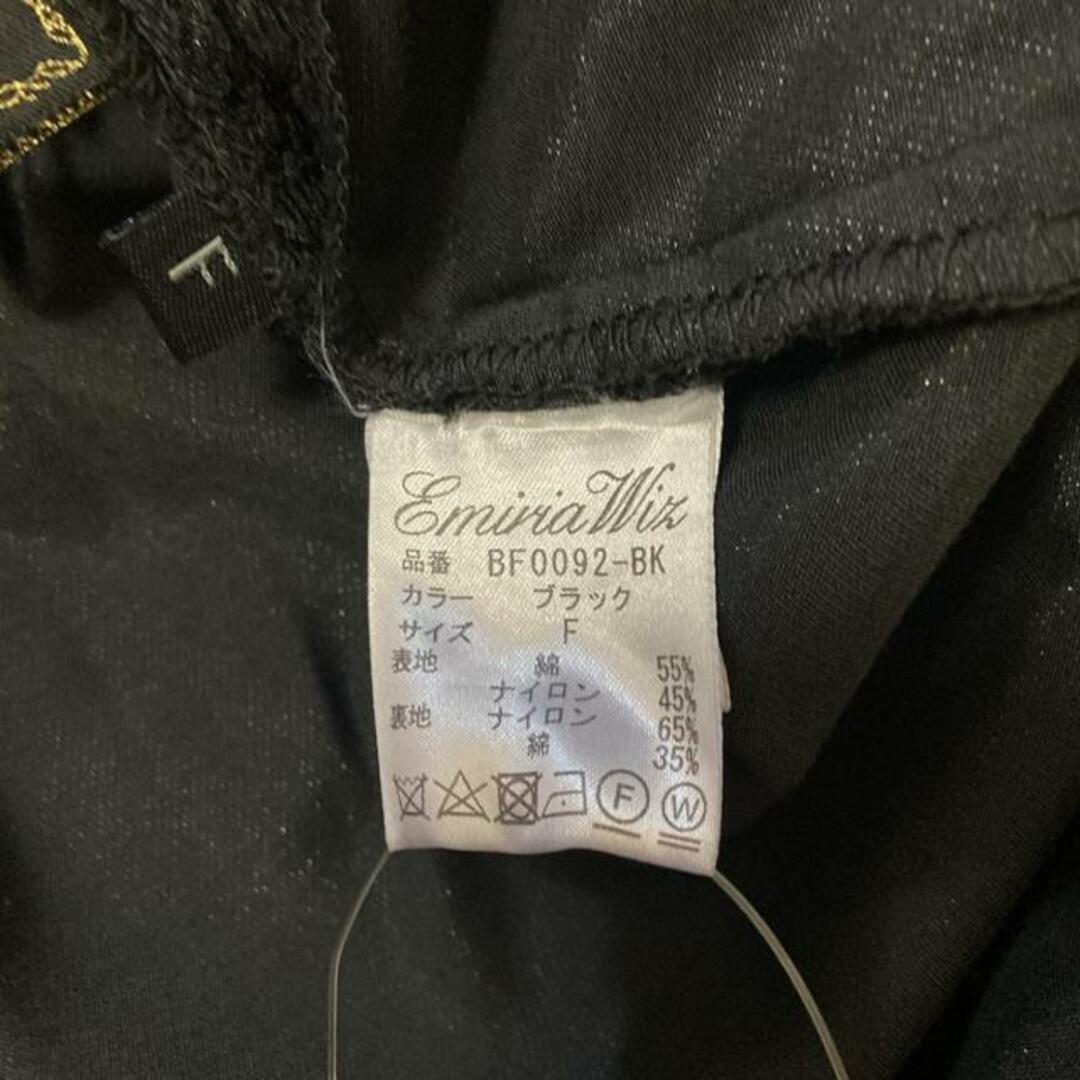 F
EmiriaWiz
品番 BF0092-BK
カラー ブラック
サイズ F
表地 綿 55%
ナイロン 45%
裏地 ナイロン 65%
綿 35%
F W